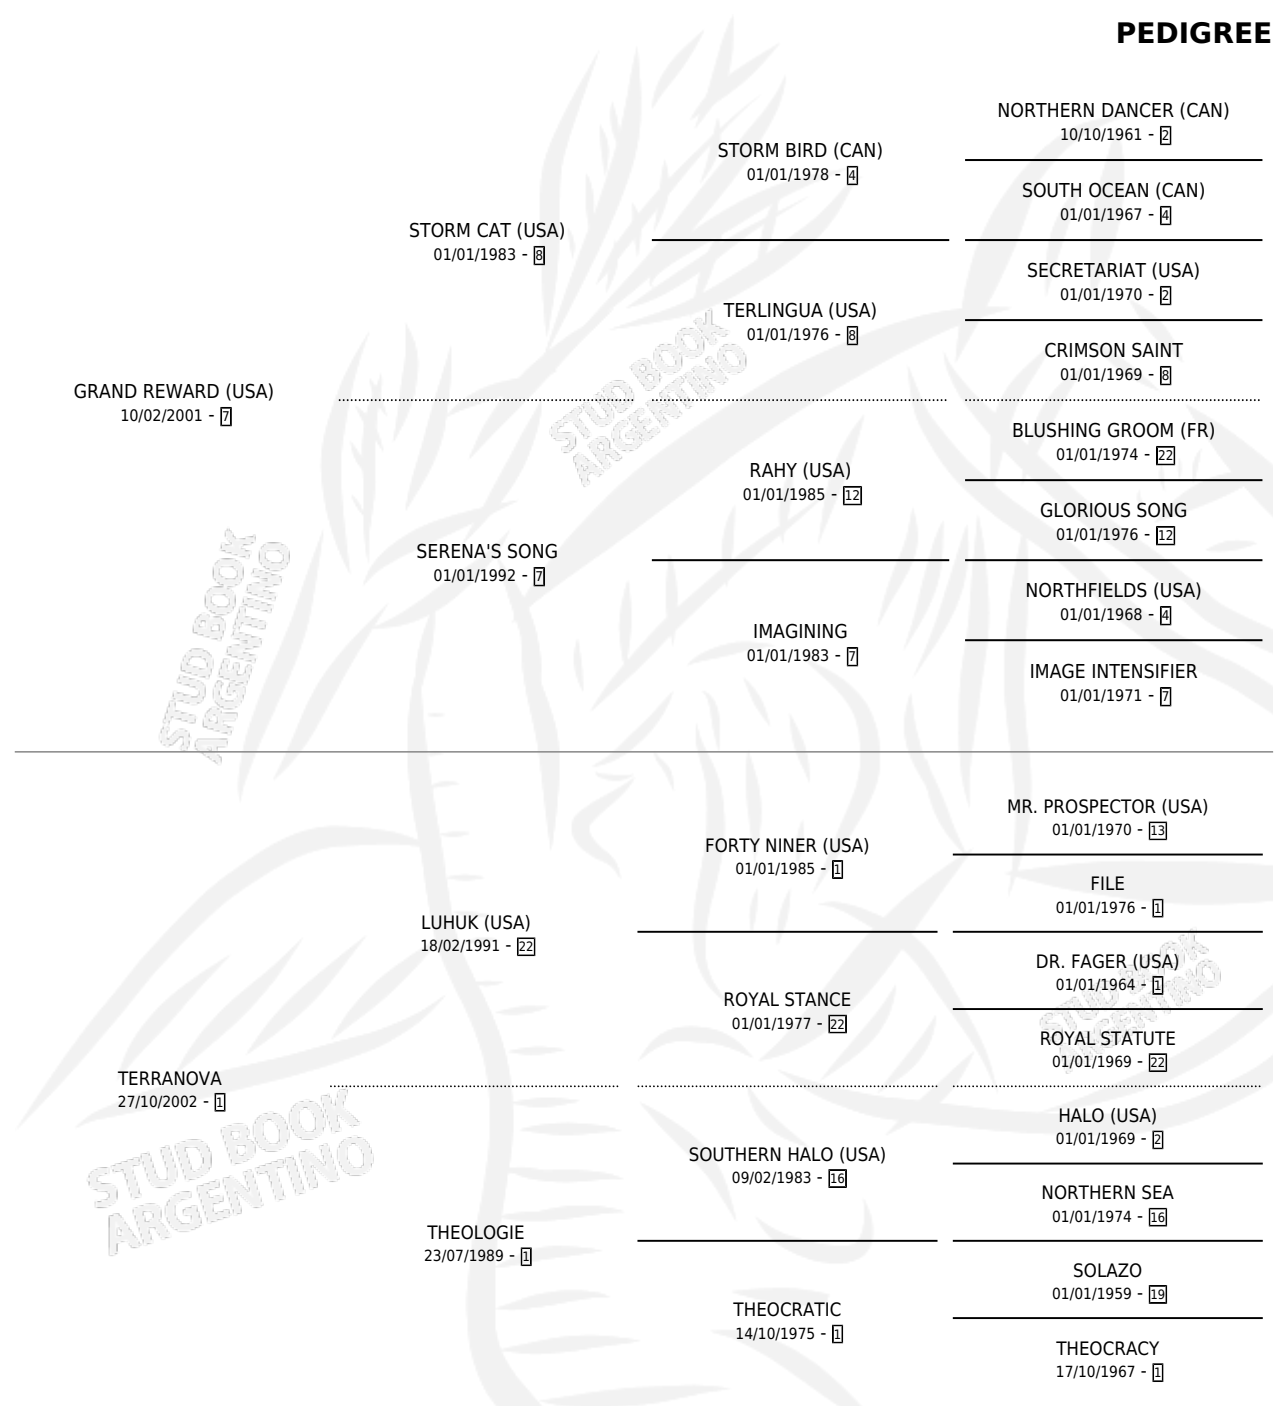 PEDIGREE
NORTHERN DANCER (CAN)
10/10/1961 - 2
STORM BIRD (CAN)
01/01/1978 - 4
SOUTH OCEAN (CAN)
01/01/1967 - 4
STORM CAT (USA)
01/01/1983 - 8
SECRETARIAT (USA)
01/01/1970 - 2
TERLINGUA (USA)
01/01/1976 - 8
CRIMSON SAINT
01/01/1969 - 8
GRAND REWARD (USA)
10/02/2001 - 7
BLUSHING GROOM (FR)
01/01/1974 - 22
RAHY (USA)
01/01/1985 - 12
GLORIOUS SONG
01/01/1976 - 12
SERENA'S SONG
01/01/1992 - 7
NORTHFIELDS (USA)
01/01/1968 - 4
IMAGINING
01/01/1983 - 7
IMAGE INTENSIFIER
01/01/1971 - 7
MR. PROSPECTOR (USA)
01/01/1970 - 13
FORTY NINER (USA)
01/01/1985 - 1
FILE
01/01/1976 - 1
LUHUK (USA)
18/02/1991 - 22
DR. FAGER (USA)
01/01/1964 - 1
ROYAL STANCE
01/01/1977 - 22
ROYAL STATUTE
01/01/1969 - 22
TERRANOVA
27/10/2002 - 1
HALO (USA)
01/01/1969 - 2
SOUTHERN HALO (USA)
09/02/1983 - 16
NORTHERN SEA
01/01/1974 - 16
THEOLOGIE
23/07/1989 - 1
SOLAZO
01/01/1959 - 19
THEOCRATIC
14/10/1975 - 1
THEOCRACY
17/10/1967 - 1
STUD BOOK
ARGENTINO
STUD BOOK
ARGENTINO
STUD BOOK
ARGENTINO
STUD BOOK
ARGENTINO